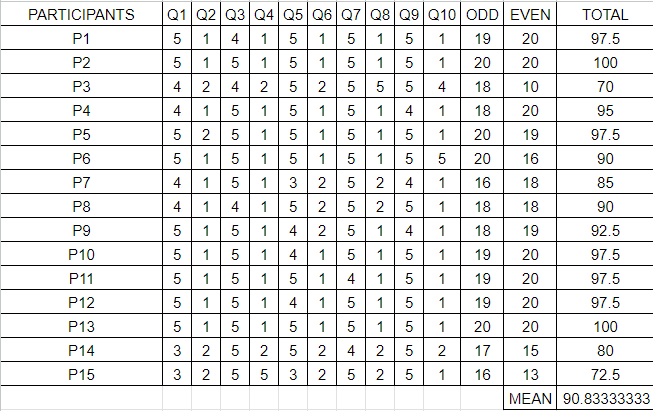 PARTICIPANTS Q1 Q2 Q3 Q4 Q5 Q6 Q7 Q8 Q9 Q10 ODD EVEN TOTAL
P1 5 1 4 1 5 1 5 1 5 1 19 20 97.5
P2 5 1 5 1 5 1 5 1 5 1 20 20 100
P3 4 2 4 2 5 2 5 5 5 4 18 10 70
P4 4 1 5 1 5 1 5 1 4 1 18 20 95
P5 5 2 5 1 5 1 5 1 5 1 20 19 97.5
P6 5 1 5 1 5 1 5 1 5 5 20 16 90
P7 4 1 5 1 3 2 5 2 4 1 16 18 85
P8 4 1 4 1 5 2 5 2 5 1 18 18 90
P9 5 1 5 1 4 2 5 1 4 1 18 19 92.5
P10 5 1 5 1 4 1 5 1 5 1 19 20 97.5
P11 5 1 5 1 5 1 4 1 5 1 19 20 97.5
P12 5 1 5 1 4 1 5 1 5 1 19 20 97.5
P13 5 1 5 1 5 1 5 1 5 1 20 20 100
P14 3 2 5 2 5 2 4 2 5 2 17 15 80
P15 3 2 5 5 3 2 5 2 5 1 16 13 72.5
MEAN 90.83333333